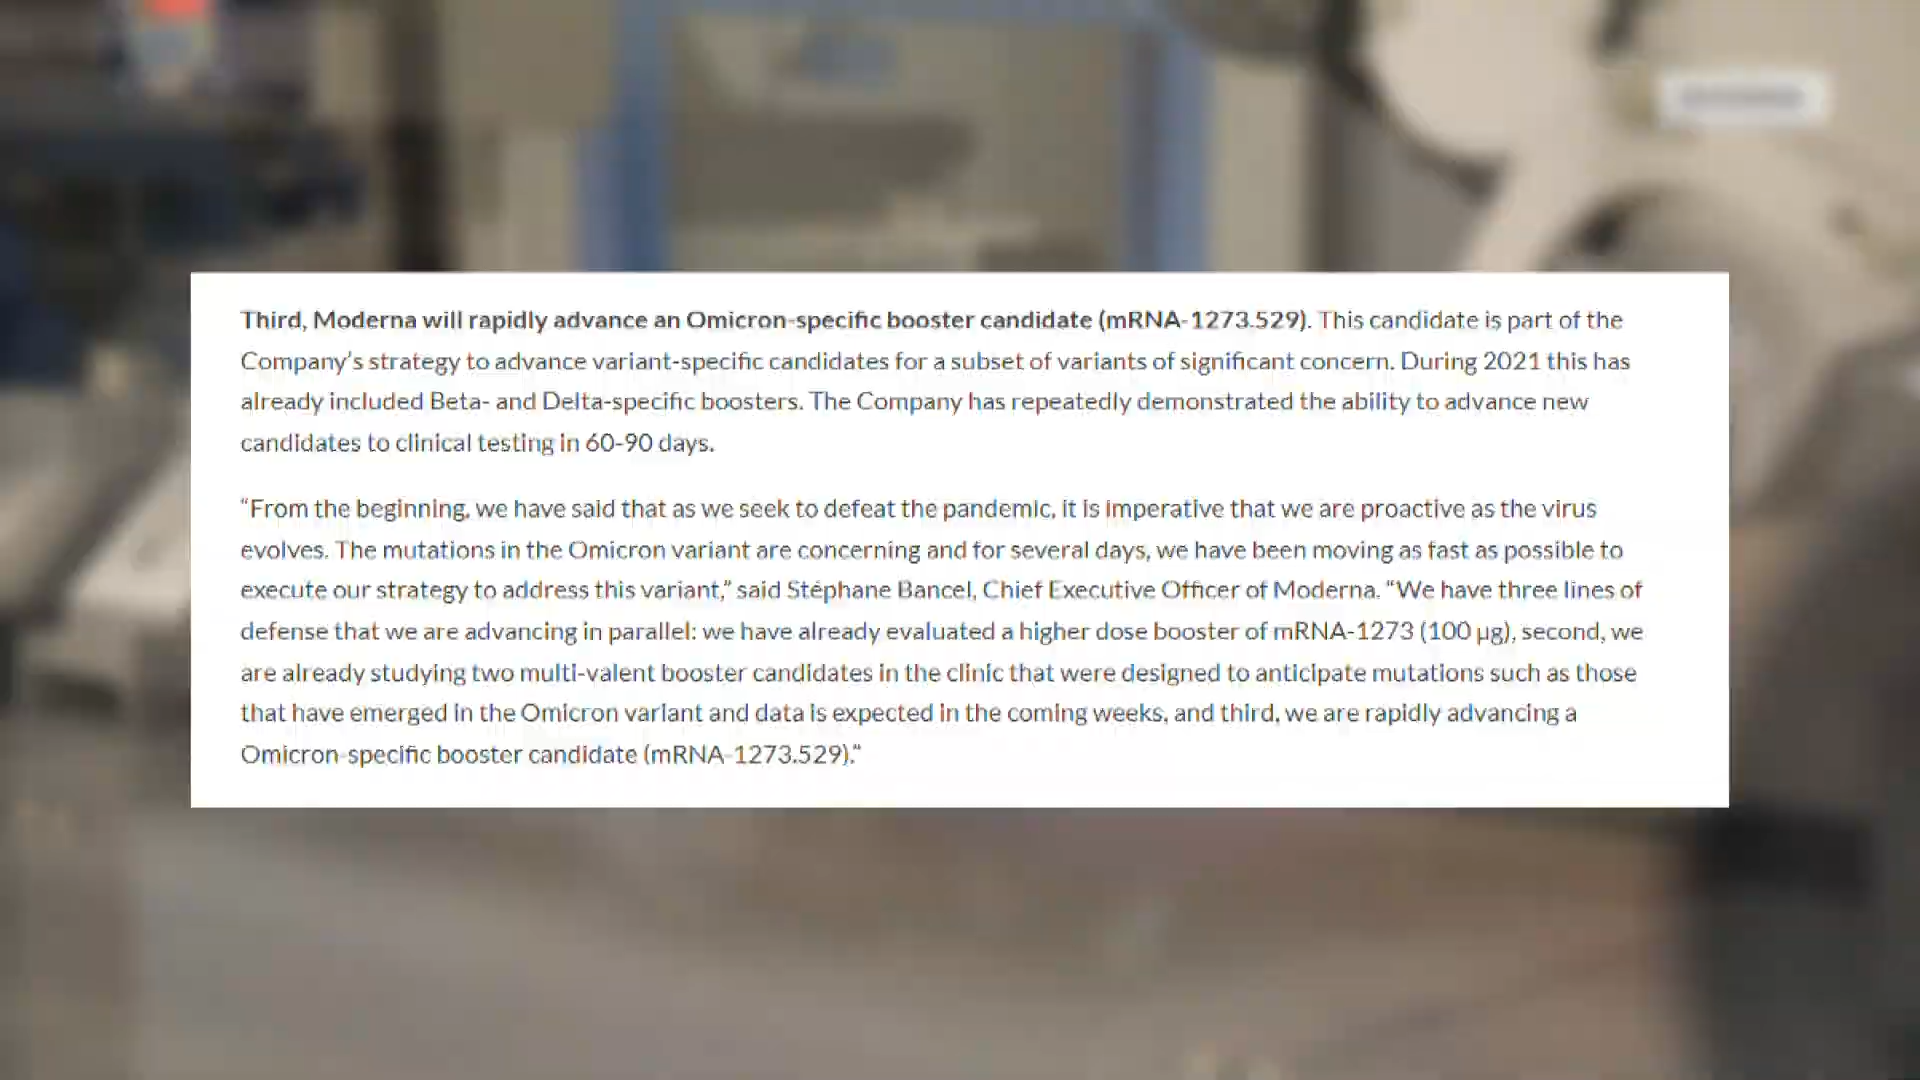 Third, Moderna will rapidly advance an Omicron-specific booster candidate (mRNA-1273.529). This candidate is part of the
Company’s strategy to advance variant-specific candidates for a subset of variants of significant concern. During 2021 this has
already included Beta- and Delta-specific boosters. The Company has repeatedly demonstrated the ability to advance new
candidates to clinical testing in 60-90 days.
“From the beginning, we have said that as we seek to defeat the pandemic, it is imperative that we are proactive as the virus
evolves. The mutations in the Omicron variant are concerning and for several days, we have been moving as fast as possible to
execute our strategy to address this variant,” said Stéphane Bancel, Chief Executive Officer of Moderna. “We have three lines of
defense that we are advancing in parallel: we have already evaluated a higher dose booster of mRNA-1273 (100 µg), second, we
are already studying two multi-valent booster candidates in the clinic that were designed to anticipate mutations such as those
that have emerged in the Omicron variant and data is expected in the coming weeks, and third, we are rapidly advancing a
Omicron-specific booster candidate (mRNA-1273.529).”